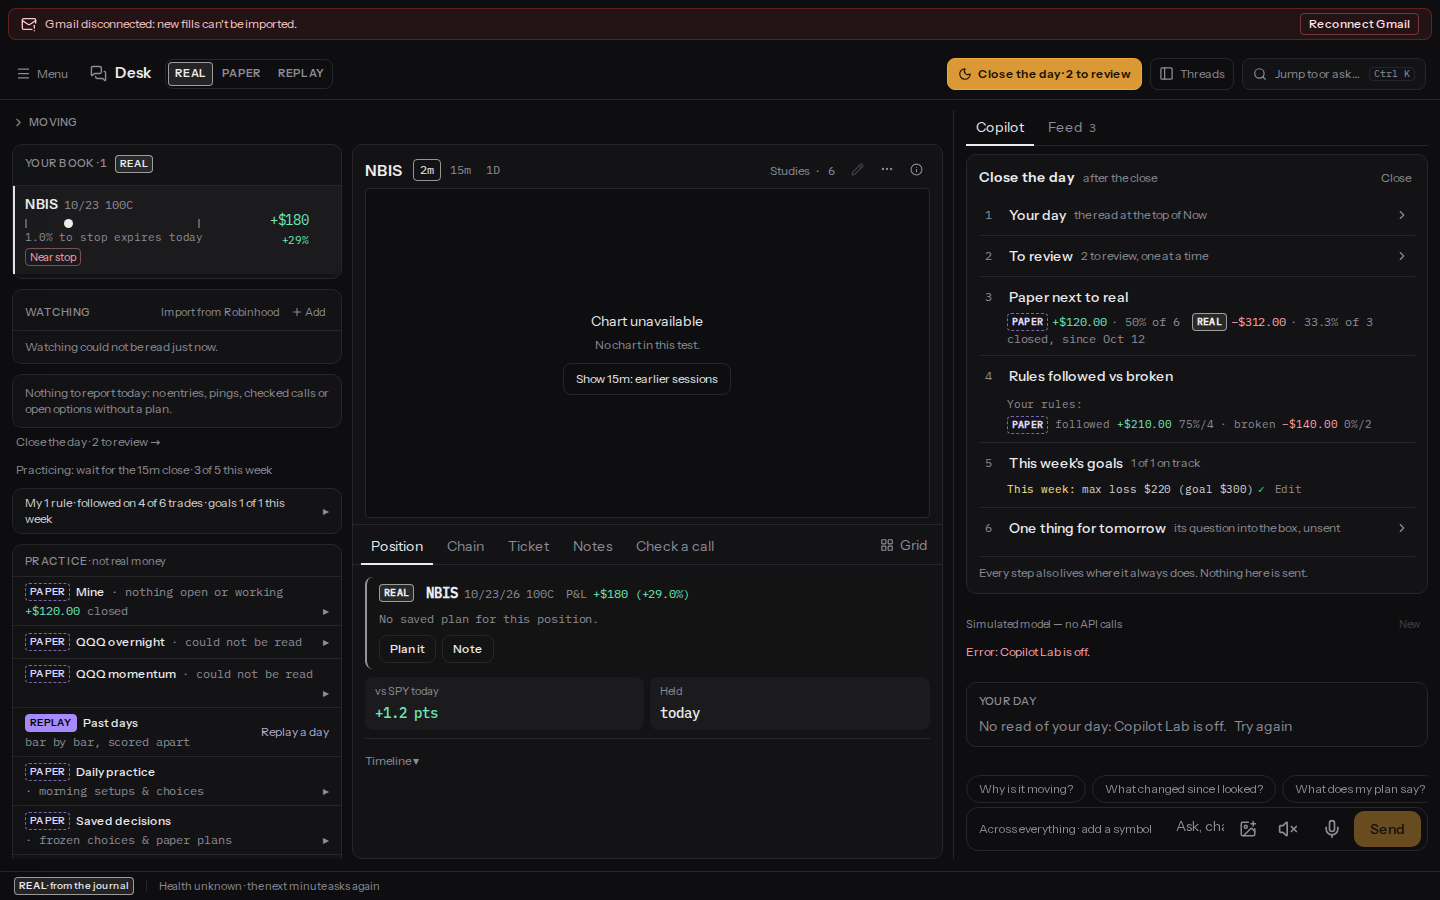 Gmail disconnected: new fills can't be imported.
Reconnect Gmail
Menu
Desk
REAL PAPER REPLAY
Close the day · 2 to review
Threads
Jump to or ask... Ctrl K
MOVING
YOUR BOOK · 1 REAL
NBIS 10/23 100C
+$180
1.0% to stop expires today
+29%
Near stop
WATCHING Import from Robinhood + Add
Watching could not be read just now.
Nothing to report today: no entries, pings, checked calls or
open options without a plan.
Close the day · 2 to review →
Practicing: wait for the 15m close · 3 of 5 this week
My 1 rule · followed on 4 of 6 trades · goals 1 of 1 this
week
PRACTICE · not real money
PAPER Mine · nothing open or working
+$120.00 closed
PAPER QQQ overnight · could not be read
PAPER QQQ momentum · could not be read
REPLAY Past days
bar by bar, scored apart
Replay a day
PAPER Daily practice
· morning setups & choices
PAPER Saved decisions
· frozen choices & paper plans
NBIS 2m 15m 1D
Studies · 6
Chart unavailable
No chart in this test.
Show 15m: earlier sessions
Position Chain Ticket Notes Check a call
Grid
REAL NBIS 10/23/26 100C P&L +$180 (+29.0%)
No saved plan for this position.
Plan it Note
vs SPY today
+1.2 pts
Held
today
Timeline ▾
Copilot Feed 3
Close the day after the close
Close
1 Your day the read at the top of Now
2 To review 2 to review, one at a time
3 Paper next to real
PAPER +$120.00 · 50% of 6 REAL −$312.00 · 33.3% of 3
closed, since Oct 12
4 Rules followed vs broken
Your rules:
PAPER followed +$210.00 75%/4 · broken −$140.00 0%/2
5 This week's goals 1 of 1 on track
This week: max loss $220 (goal $300) ✓ Edit
6 One thing for tomorrow its question into the box, unsent
Every step also lives where it always does. Nothing here is sent.
Simulated model — no API calls
New
Error: Copilot Lab is off.
YOUR DAY
No read of your day: Copilot Lab is off. Try again
Why is it moving? What changed since I looked? What does my plan say?
Across everything · add a symbol
Ask, cha
Send
REAL · from the journal
Health unknown · the next minute asks again